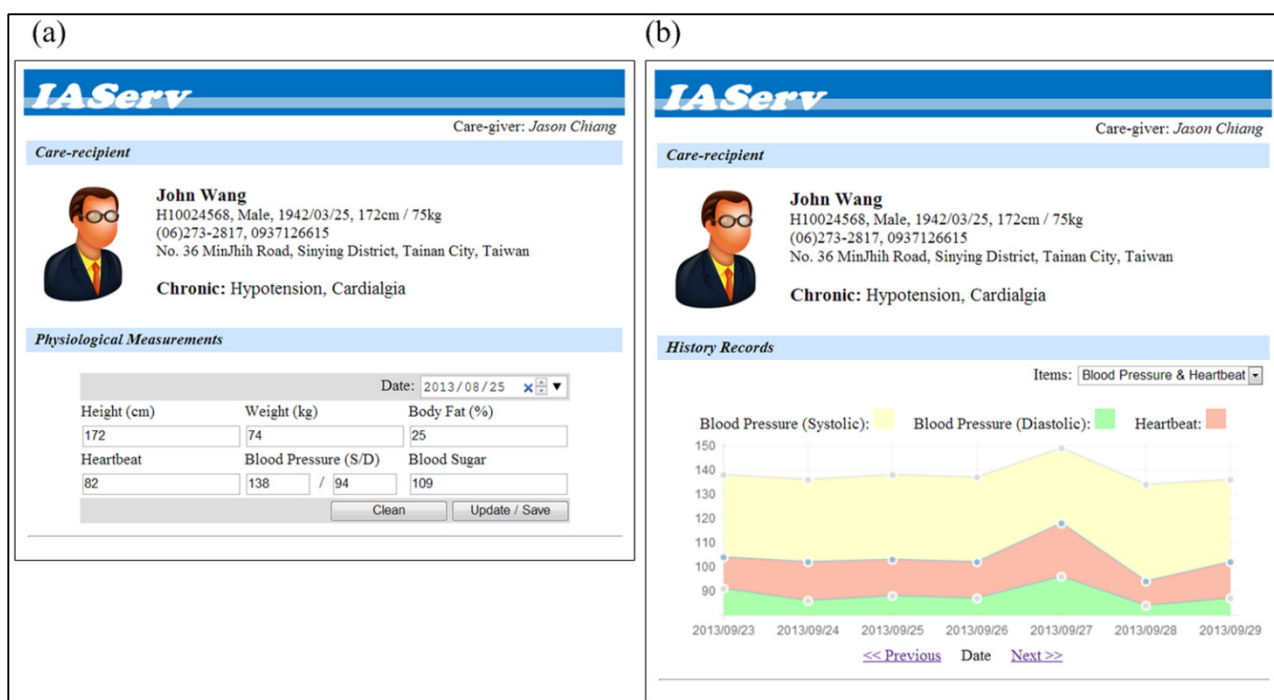 (a)
IAServ
Care-giver: Jason Chiang
Care-recipient
John Wang
H10024568, Male, 1942/03/25, 172cm / 75kg
(06)273-2817, 0937126615
No. 36 MinJhih Road, Sinying District, Tainan City, Taiwan
Chronic: Hypotension, Cardialgia
Physiological Measurements
Date: 2013/08/25
Height (cm) Weight (kg) Body Fat (%)
172 74 25
Heartbeat Blood Pressure (S/D) Blood Sugar
82 138 / 94 109
Clean Update / Save
(b)
IAServ
Care-giver: Jason Chiang
Care-recipient
John Wang
H10024568, Male, 1942/03/25, 172cm / 75kg
(06)273-2817, 0937126615
No. 36 MinJhih Road, Sinying District, Tainan City, Taiwan
Chronic: Hypotension, Cardialgia
History Records
Items: Blood Pressure & Heartbeat
Blood Pressure (Systolic): Blood Pressure (Diastolic): Heartbeat:
150
140
130
120
110
100
90
2013/09/23 2013/09/24 2013/09/25 2013/09/26 2013/09/27 2013/09/28 2013/09/29
<< Previous Date Next >>